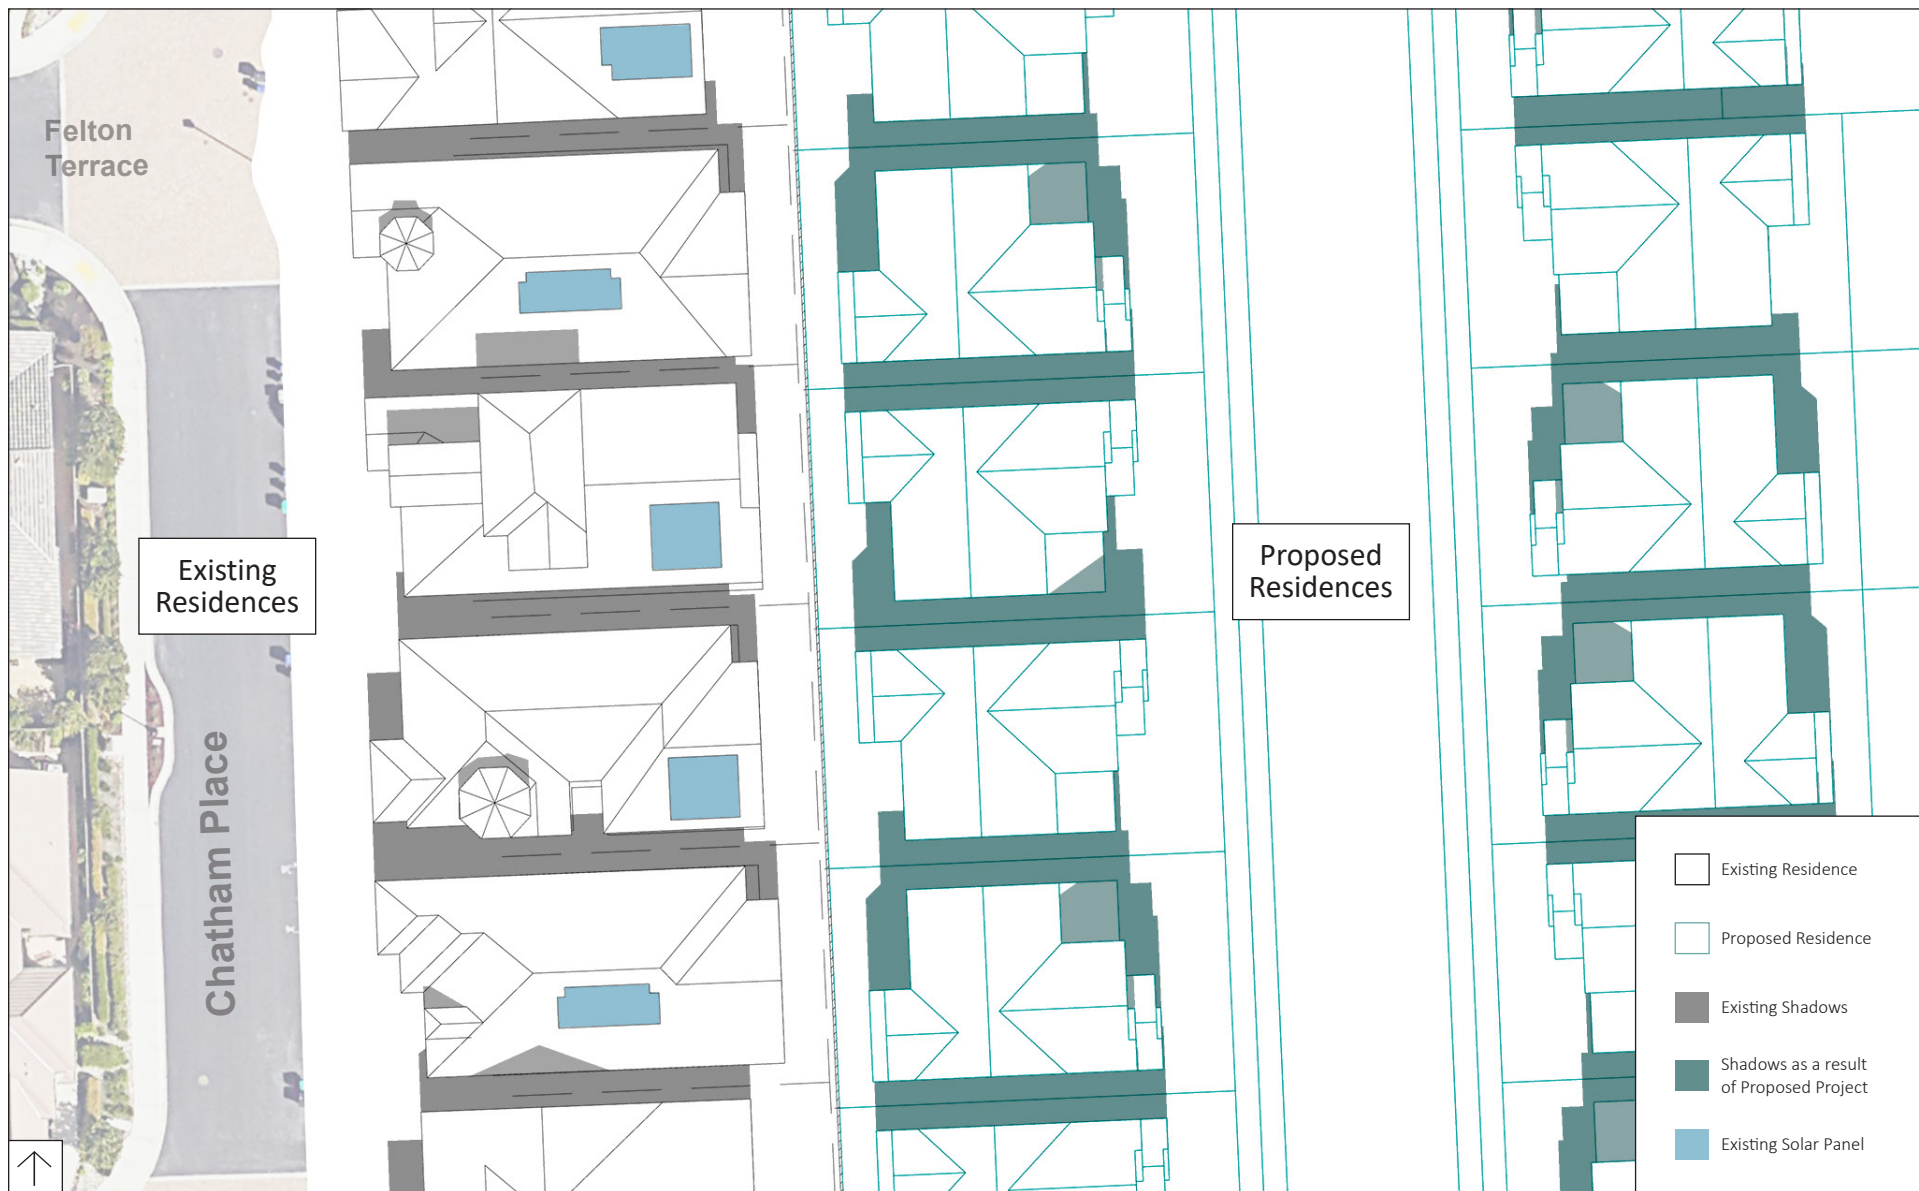 Felton
Terrace
Existing
Residences
Chatham Place
Proposed
Residences
Existing Residence
Proposed Residence
Existing Shadows
Shadows as a result
of Proposed Project
Existing Solar Panel